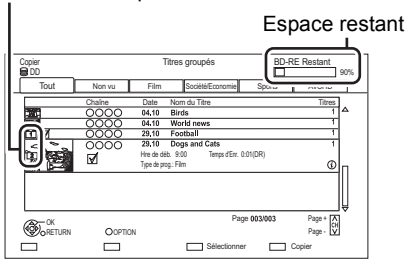 Espace restant
Copier
DD
Titres groupés
BD-RE Restant
90%
Tout Non vu Film Société/Economie Sports AVCHD
Chaîne Date Nom du Titre Titres
04.10 Birds 1
04.10 World news 1
29,10 Football 1
29,10 Dogs and Cats 1
Hre de déb. 9:00 Temps d'Enr. 0:01(DR)
Type de prog.: Film
OK
RETURN
OPTION
Page 003/003
Page +
CH
Page -
Sélectionner
Copier